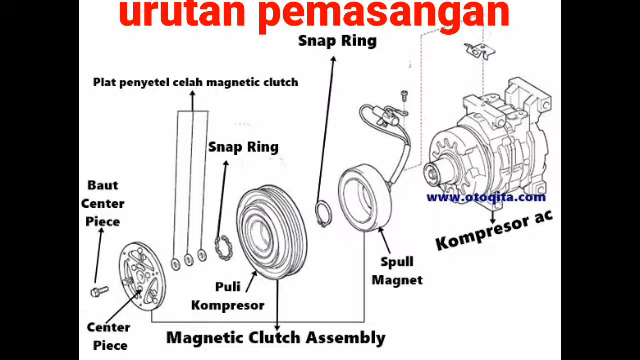 urutan pemasangan
Snap Ring
Plat penyetel celah magnetic clutch
Snap Ring
Baut
Center
Piece
www.otoqita.com
Kompresor ac
Spull
Magnet
Puli
Kompresor
Center
Piece
Magnetic Clutch Assembly